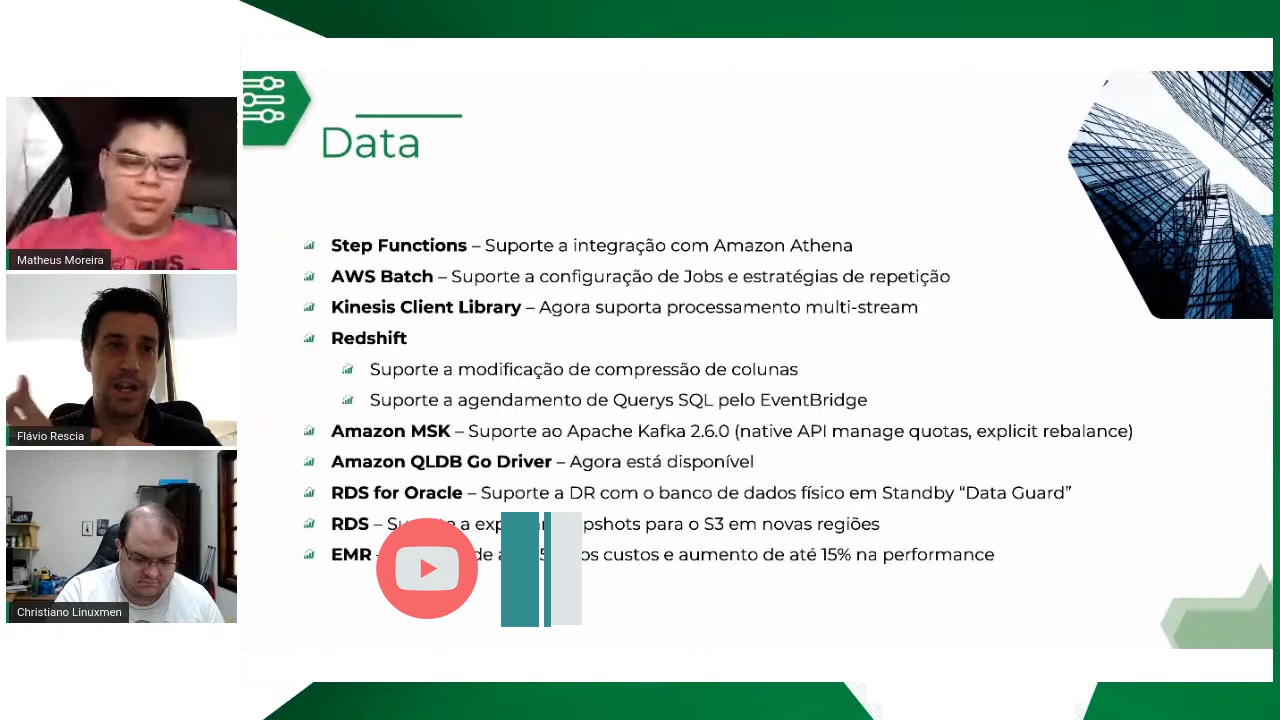 Data
Step Functions – Suporte a integração com Amazon Athena
AWS Batch – Suporte a configuração de Jobs e estratégias de repetição
Kinesis Client Library – Agora suporta processamento multi-stream
Redshift
Suporte a modificação de compressão de colunas
Suporte a agendamento de Querys SQL pelo EventBridge
Amazon MSK – Suporte ao Apache Kafka 2.6.0 (native API manage quotas, explicit rebalance)
Amazon QLDB Go Driver – Agora está disponível
RDS for Oracle – Suporte a DR com o banco de dados físico em Standby “Data Guard”
RDS – a para o S3 em novas regiões
EMR de custos e aumento de até 15% na performance
Matheus Moreira
Flávio Rescia
Christiano Linuxmen